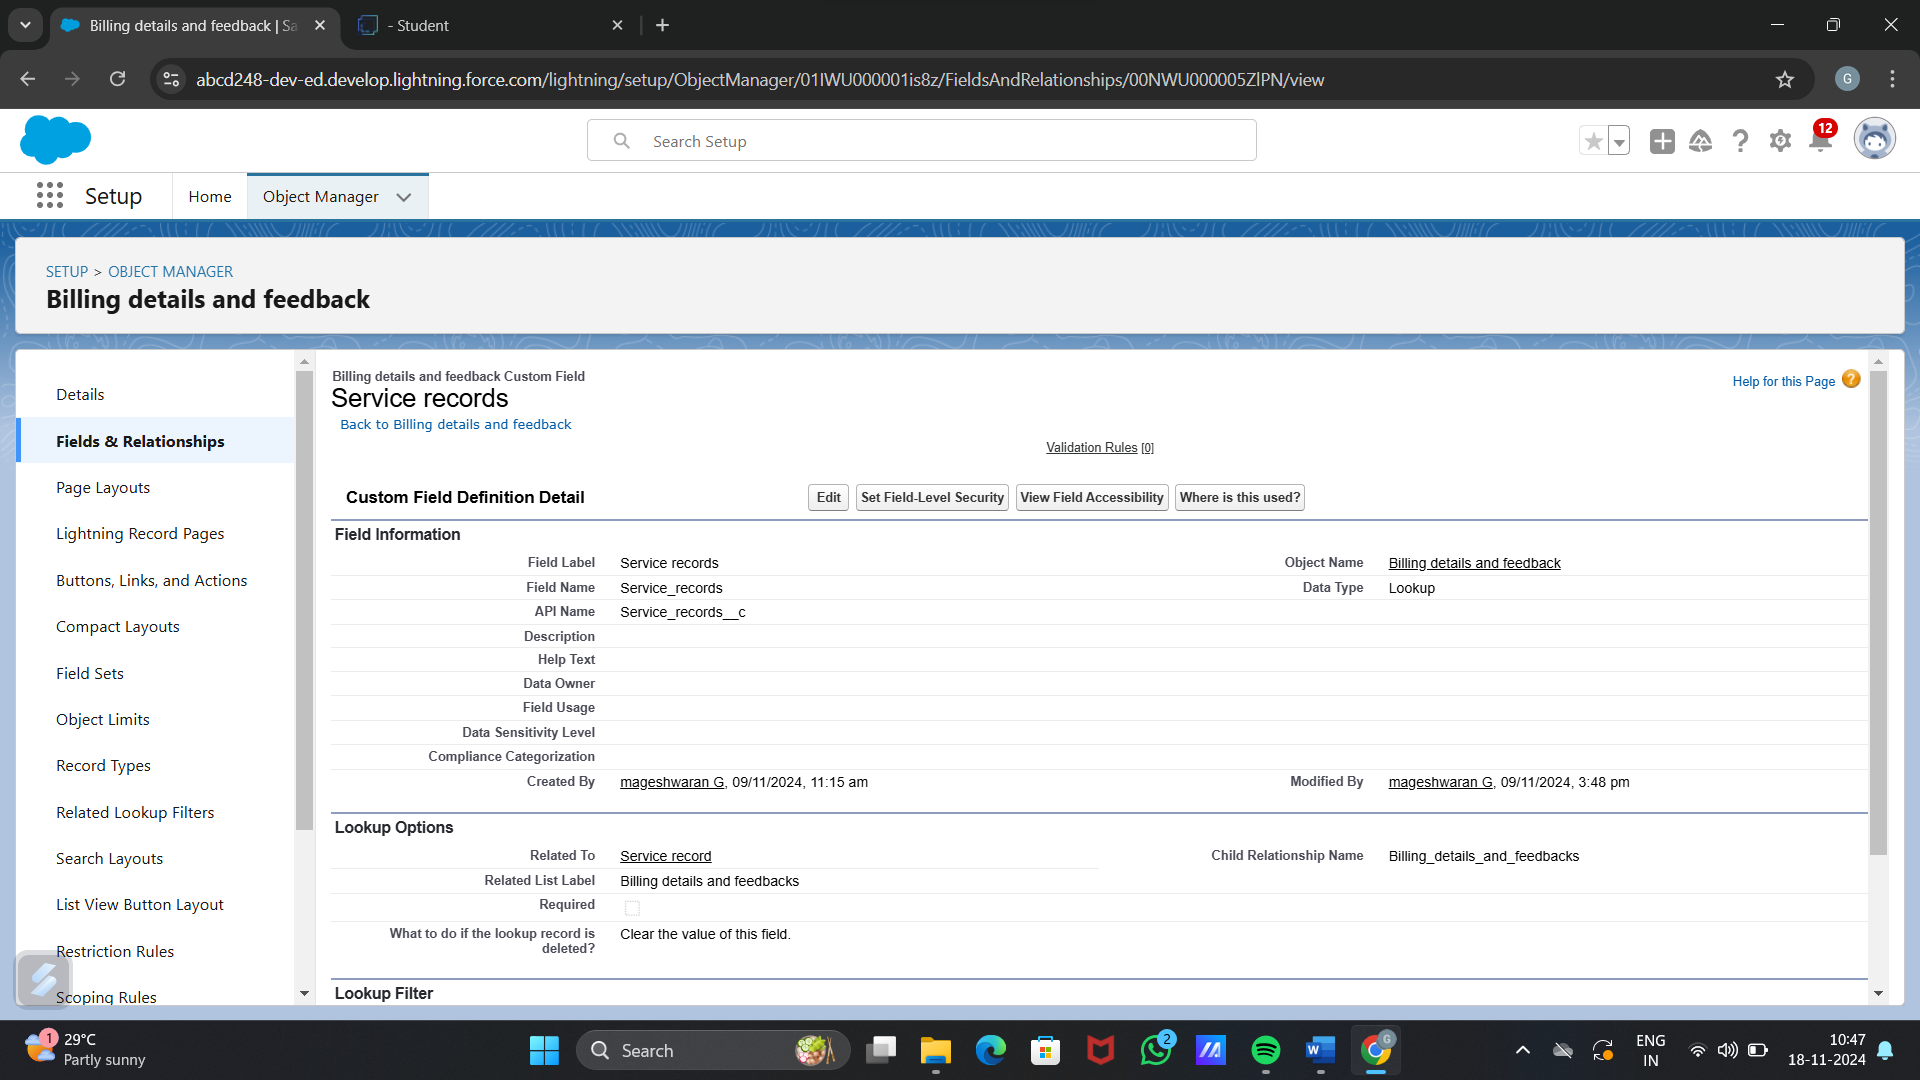 Billing details and feedback | Sa
- Student
abcd248-dev-ed.develop.lightning.force.com/lightning/setup/ObjectManager/01IWU000001is8z/FieldsAndRelationships/00NWU000005ZlPN/view
G
Search Setup
12
Setup
Home
Object Manager
SETUP > OBJECT MANAGER
Billing details and feedback
Details
Fields & Relationships
Page Layouts
Lightning Record Pages
Buttons, Links, and Actions
Compact Layouts
Field Sets
Object Limits
Record Types
Related Lookup Filters
Search Layouts
List View Button Layout
Restriction Rules
Scoping Rules
Billing details and feedback Custom Field
Service records
Back to Billing details and feedback
Help for this Page ?
Validation Rules [0]
Custom Field Definition Detail
Edit Set Field-Level Security View Field Accessibility Where is this used?
Field Information
Field Label Service records Object Name Billing details and feedback
Field Name Service_records Data Type Lookup
API Name Service_records__c
Description
Help Text
Data Owner
Field Usage
Data Sensitivity Level
Compliance Categorization
Created By mageshwaran G, 09/11/2024, 11:15 am Modified By mageshwaran G, 09/11/2024, 3:48 pm
Lookup Options
Related To Service record Child Relationship Name Billing_details_and_feedbacks
Related List Label Billing details and feedbacks
Required
What to do if the lookup record is
deleted?
Clear the value of this field.
Lookup Filter
1
29°C
Partly sunny
Search
2
W
G
ENG
IN
10:47
18-11-2024